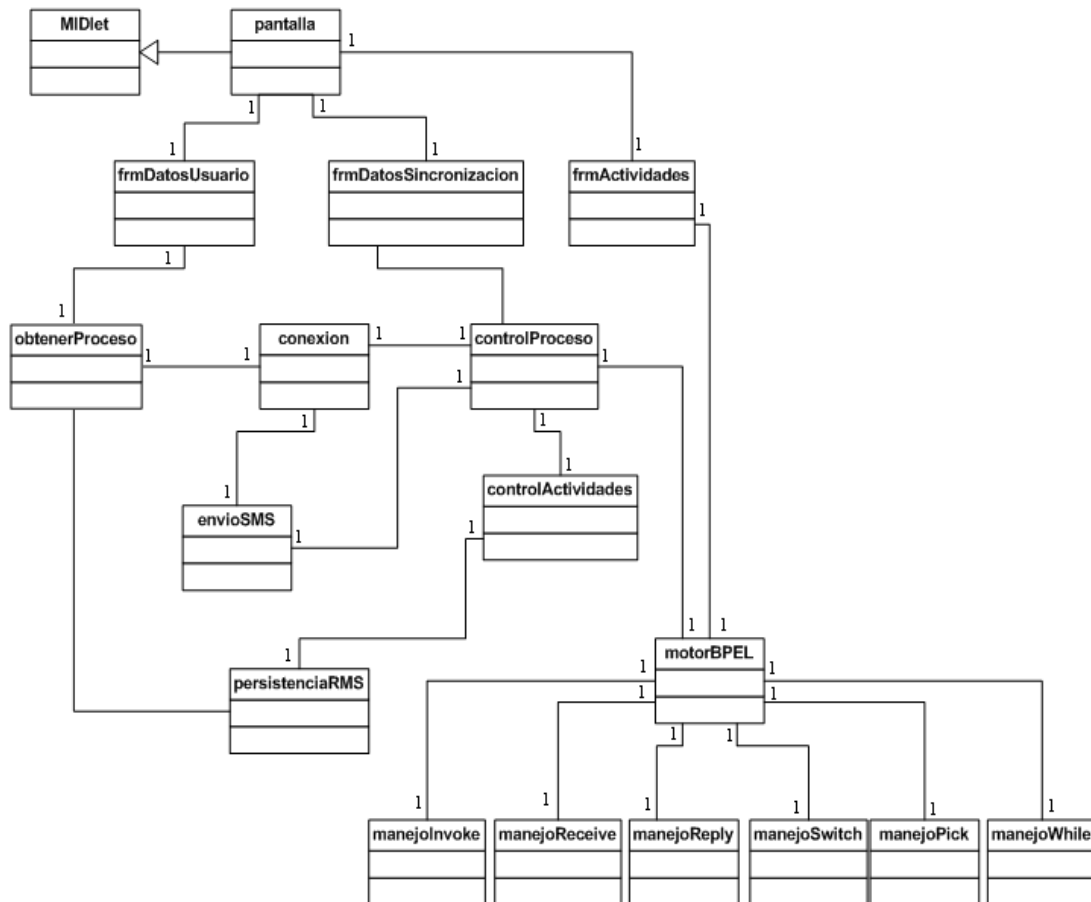 MIDlet
pantalla
1
1
1
1
1
1
frmDatosUsuario
frmDatosSincronizacion
frmActividades
1
1
1
obtenerProceso
conexion
controlProceso
1
1
1
1
1
1
1
1
1
1
controlActividades
envioSMS
1
1
1
1
1
motorBPEL
persistenciaRMS
1
1
1
1
1
1
1
1
1
1
1
1
manejoInvoke
manejoReceive
manejoReply
manejoSwitch
manejoPick
manejoWhile